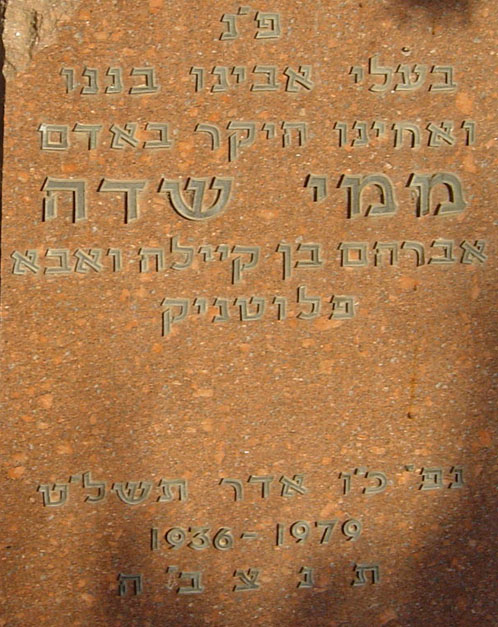 פ"נ
בעלי אבינו בננו
ואחינו היקר באדם
ממי שדה
אברהם בן קיילה ואבא
פלוטניק
נפ' כ"ו אדר תשל"ט
1936 - 1979
ת נ צ ב" ה